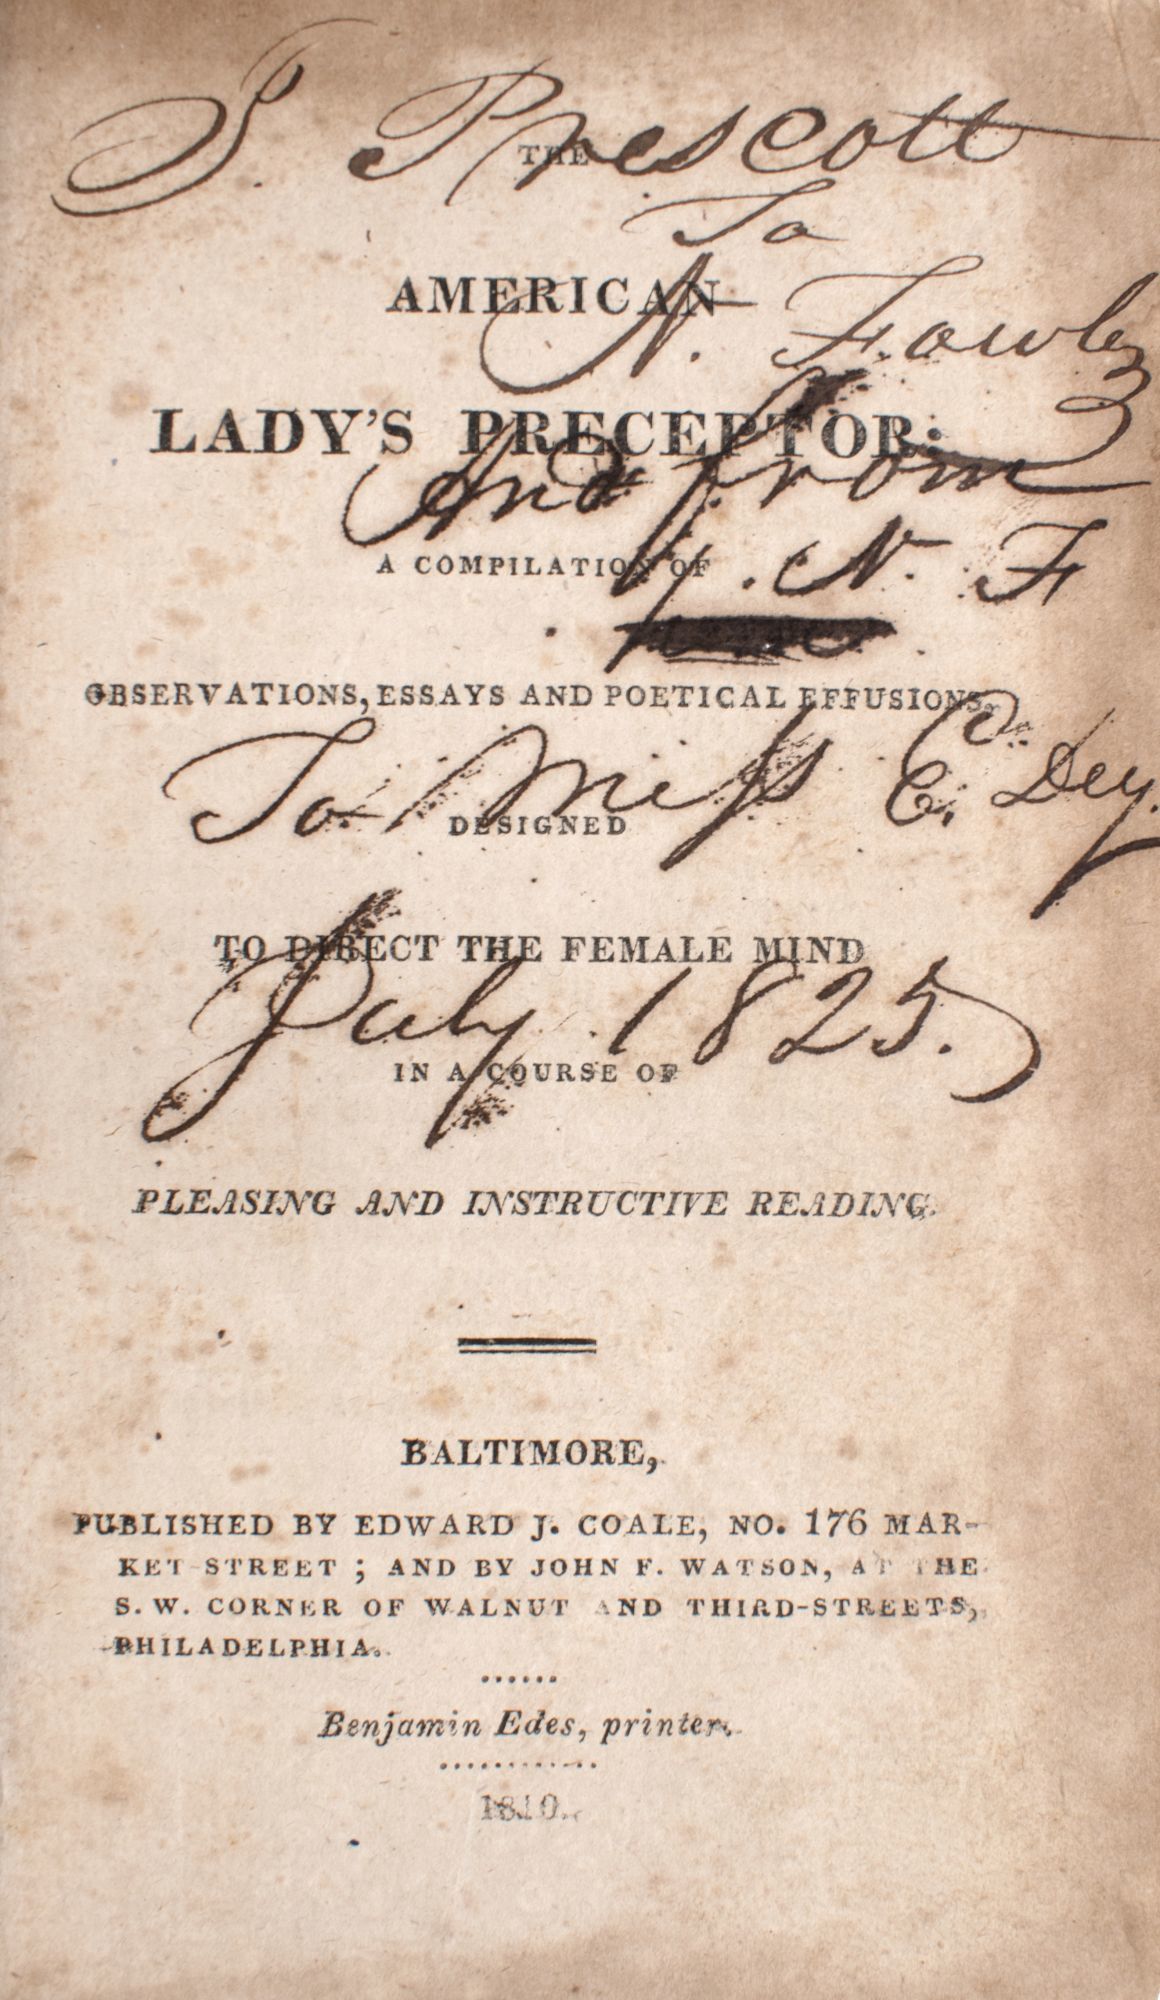 J. Prescott
THE
To
AMERICAN
N. Fowle
LADY'S PRECEPTOR:
And from
A COMPILATION OF
N. F
OBSERVATIONS, ESSAYS AND POETICAL EFFUSIONS,
To Miss C. C. Dey.
DESIGNED
TO DIRECT THE FEMALE MIND
July 1825.
IN A COURSE OF
PLEASING AND INSTRUCTIVE READING.
BALTIMORE,
PUBLISHED BY EDWARD J. COALE, NO. 176 MAR-
KET-STREET; AND BY JOHN F. WATSON, AT THE
S. W. CORNER OF WALNUT AND THIRD-STREETS,
PHILADELPHIA.
Benjamin Edes, printer.
1810.